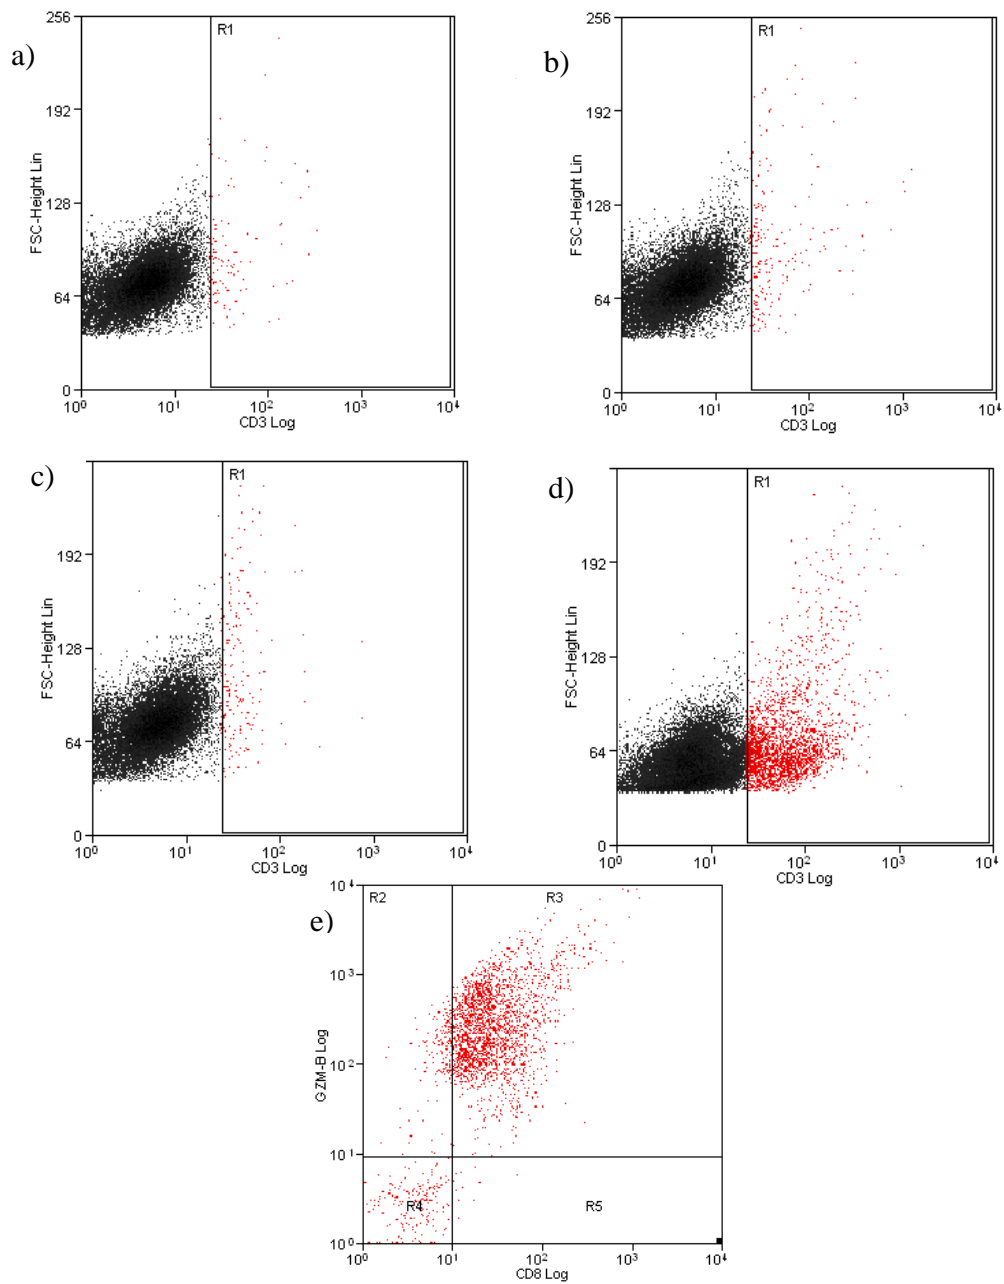 a)
256
192
128
64
0
R1
FSC-Height Lin
10⁰ 10¹ 10² 10³ 10⁴
CD3 Log
b)
256
192
128
64
0
R1
FSC-Height Lin
10⁰ 10¹ 10² 10³ 10⁴
CD3 Log
c)
192
128
64
0
R1
FSC-Height Lin
10⁰ 10¹ 10² 10³ 10⁴
CD3 Log
d)
192
128
64
0
R1
FSC-Height Lin
10⁰ 10¹ 10² 10³ 10⁴
CD3 Log
e)
10⁴
10³
10²
10¹
10⁰
R2 R3
R4 R5
GZM-B Log
10⁰ 10¹ 10² 10³ 10⁴
CD8 Log